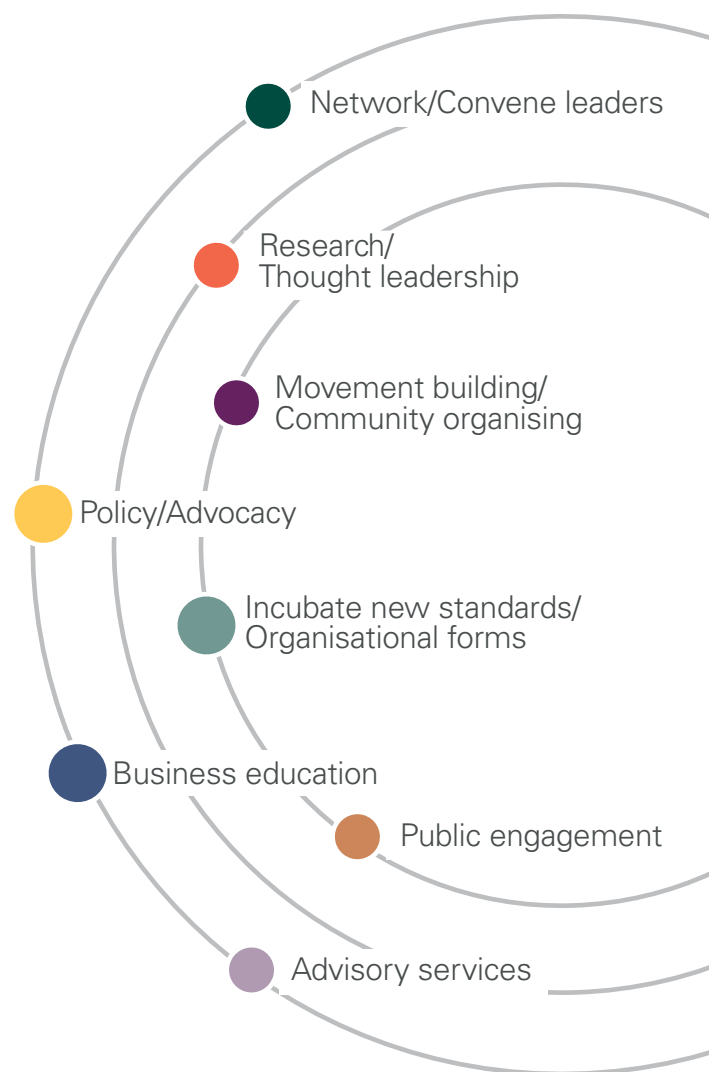 Network/Convene leaders
Research/
Thought leadership
Movement building/
Community organising
Policy/Advocacy
Incubate new standards/
Organisational forms
Business education
Public engagement
Advisory services